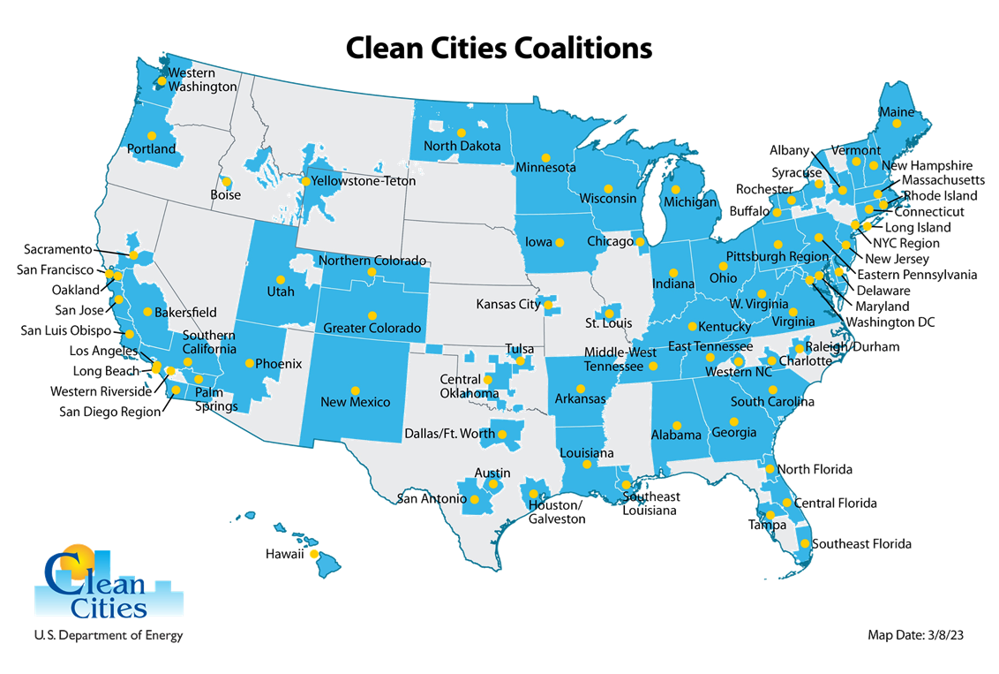 Clean Cities Coalitions
Western
Washington
Portland
Boise
Yellowstone-Teton
North Dakota
Minnesota
Wisconsin
Michigan
Iowa
Chicago
Maine
Albany
Vermont
Syracuse
New Hampshire
Massachusetts
Rochester
Rhode Island
Buffalo
Connecticut
Long Island
NYC Region
New Jersey
Pittsburgh Region
Eastern Pennsylvania
Delaware
Maryland
Washington DC
Sacramento
San Francisco
Oakland
San Jose
Bakersfield
San Luis Obispo
Southern
California
Los Angeles
Long Beach
Western Riverside
San Diego Region
Palm
Springs
Utah
Northern Colorado
Greater Colorado
Phoenix
New Mexico
Kansas City
St. Louis
Indiana
Ohio
W. Virginia
Virginia
Kentucky
Middle-West
Tennessee
East Tennessee
Raleigh/Durham
Charlotte
Western NC
South Carolina
Tulsa
Central
Oklahoma
Arkansas
Dallas/Ft. Worth
Alabama
Georgia
Louisiana
Austin
San Antonio
Houston/
Galveston
Southeast
Louisiana
North Florida
Central Florida
Tampa
Southeast Florida
Hawaii
Clean
Cities
U.S. Department of Energy
Map Date: 3/8/23